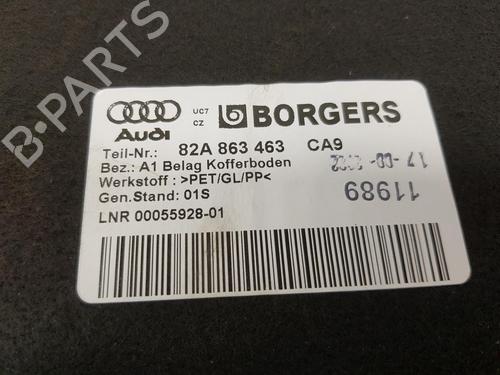 UC7
CZ
BORGERS
Audi
Teil-Nr.: 82A 863 463 CA9
Bez.: A1 Belag Kofferboden
Werkstoff : >PET/GL/PP<
Gen.Stand: 01S
LNR 00055928-01
11989
B-PARTS